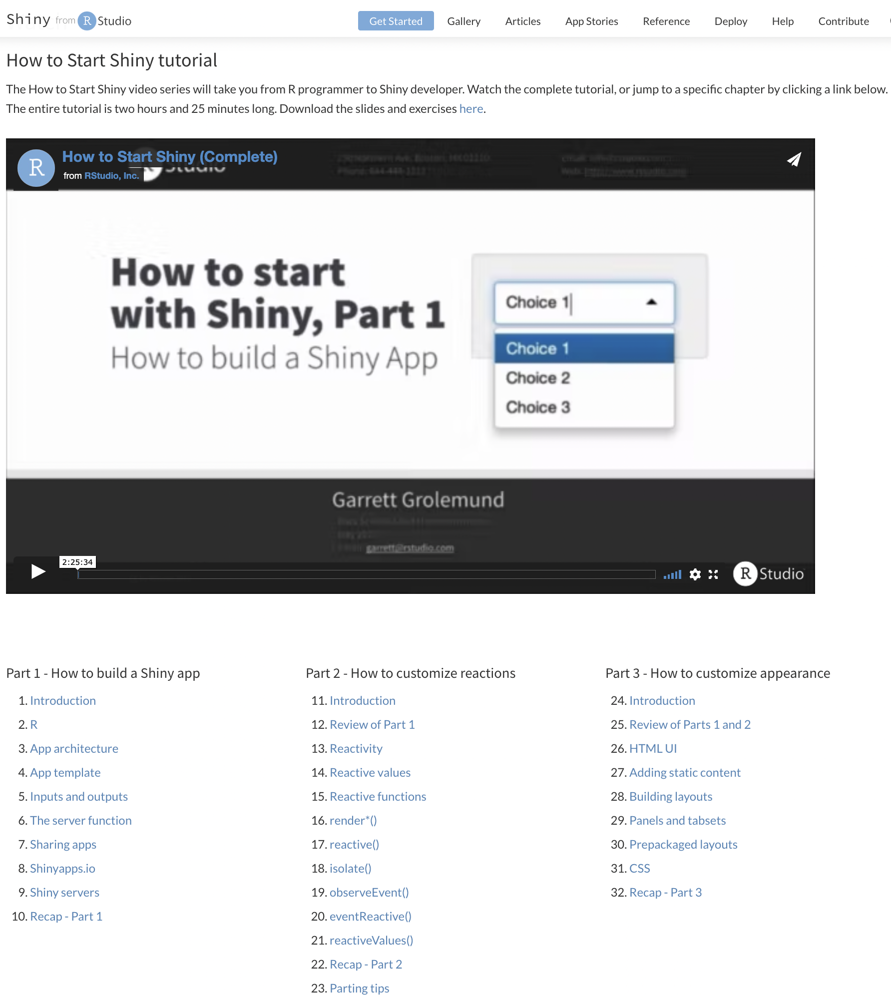 Shiny from R Studio
Get Started Gallery Articles App Stories Reference Deploy Help Contribute
How to Start Shiny tutorial
The How to Start Shiny video series will take you from R programmer to Shiny developer. Watch the complete tutorial, or jump to a specific chapter by clicking a link below.
The entire tutorial is two hours and 25 minutes long. Download the slides and exercises here.
R
How to Start Shiny (Complete)
from RStudio, Inc.
Studio
How to start
with Shiny, Part 1
How to build a Shiny App
Choice 1
Choice 1
Choice 2
Choice 3
Garrett Grolemund
garrett@rstudio.com
2:25:34
R Studio
Part 1 - How to build a Shiny app
1. Introduction
2. R
3. App architecture
4. App template
5. Inputs and outputs
6. The server function
7. Sharing apps
8. Shinyapps.io
9. Shiny servers
10. Recap - Part 1
Part 2 - How to customize reactions
11. Introduction
12. Review of Part 1
13. Reactivity
14. Reactive values
15. Reactive functions
16. render*()
17. reactive()
18. isolate()
19. observeEvent()
20. eventReactive()
21. reactiveValues()
22. Recap - Part 2
23. Parting tips
Part 3 - How to customize appearance
24. Introduction
25. Review of Parts 1 and 2
26. HTML UI
27. Adding static content
28. Building layouts
29. Panels and tabsets
30. Prepackaged layouts
31. CSS
32. Recap - Part 3